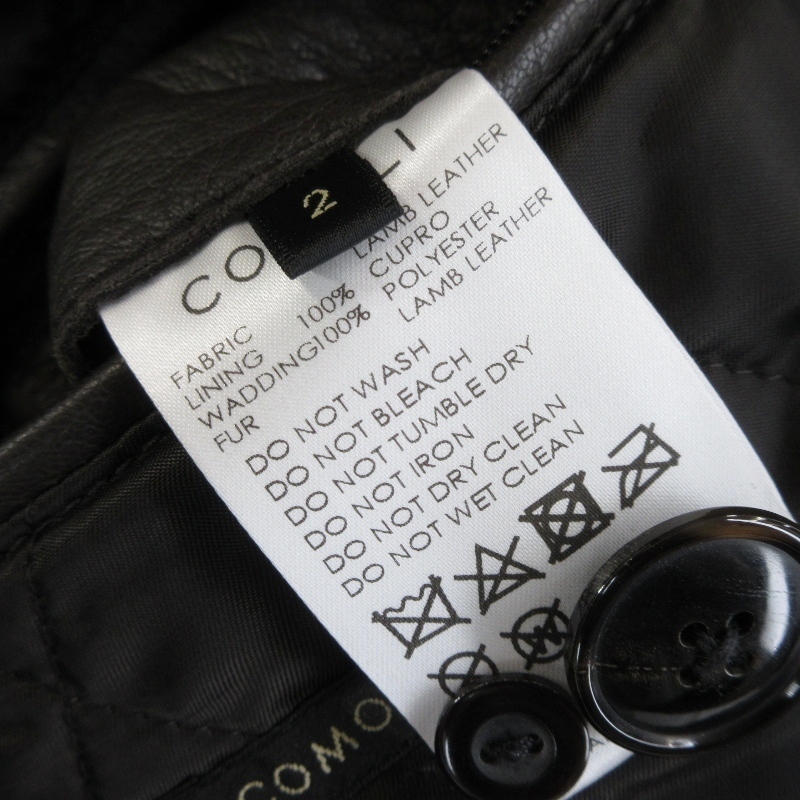 2
CO LI
FABRIC LAMB LEATHER
LINING 100% CUPRO
WADDING 100% POLYESTER
FUR LAMB LEATHER
DO NOT WASH
DO NOT BLEACH
DO NOT TUMBLE DRY
DO NOT IRON
DO NOT DRY CLEAN
DO NOT WET CLEAN
W
COMO